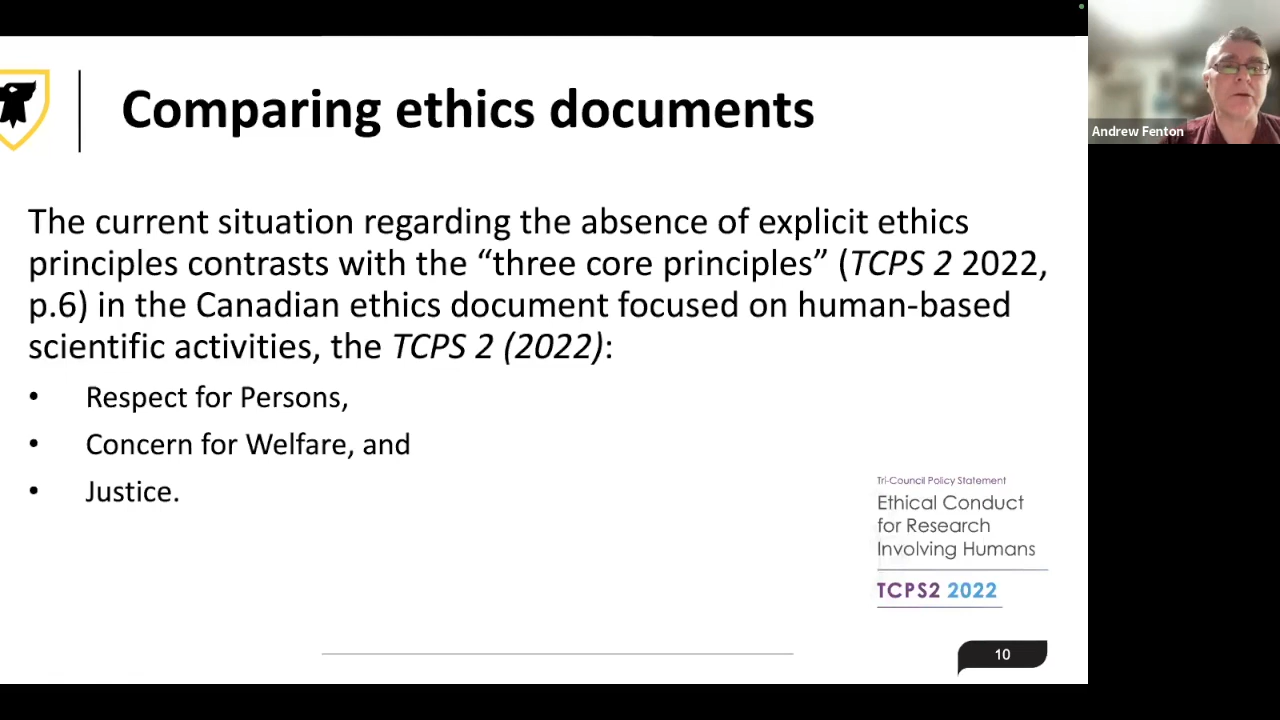 Comparing ethics documents
The current situation regarding the absence of explicit ethics
principles contrasts with the “three core principles” (TCPS 2 2022,
p.6) in the Canadian ethics document focused on human-based
scientific activities, the TCPS 2 (2022):
• Respect for Persons,
• Concern for Welfare, and
• Justice.
Tri-Council Policy Statement
Ethical Conduct
for Research
Involving Humans
TCPS2 2022
10
Andrew Fenton